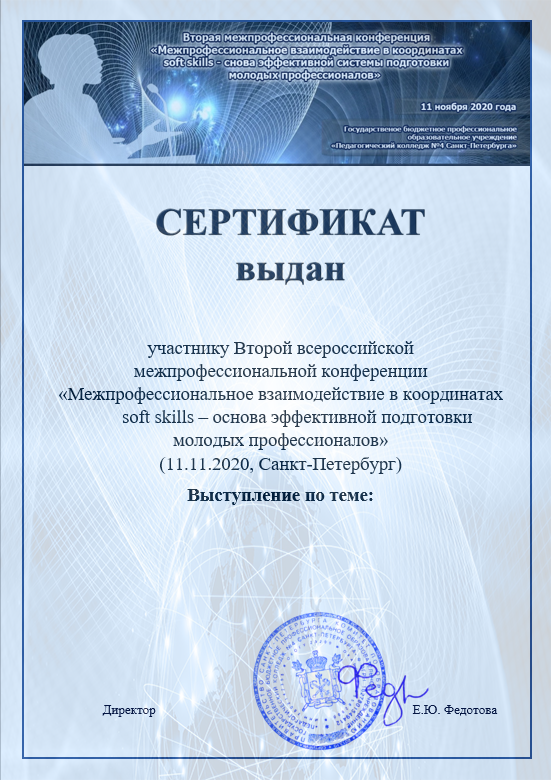 Вторая межпрофессиональная конференция
«Межпрофессиональное взаимодействие в координатах
soft skills - снова эффективной системы подготовки
молодых профессионалов»
11 ноября 2020 года
Государственое бюджетное профессиональное
образовательное учреждение
«Педагогический колледж №4 Санкт Петербурга»
СЕРТИФИКАТ
выдан
участнику Второй всероссийской
межпрофессиональной конференции
«Межпрофессиональное взаимодействие в координатах
soft skills – основа эффективной подготовки
молодых профессионалов»
(11.11.2020, Санкт-Петербург)
Выступление по теме:
Директор
Е.Ю. Федотова